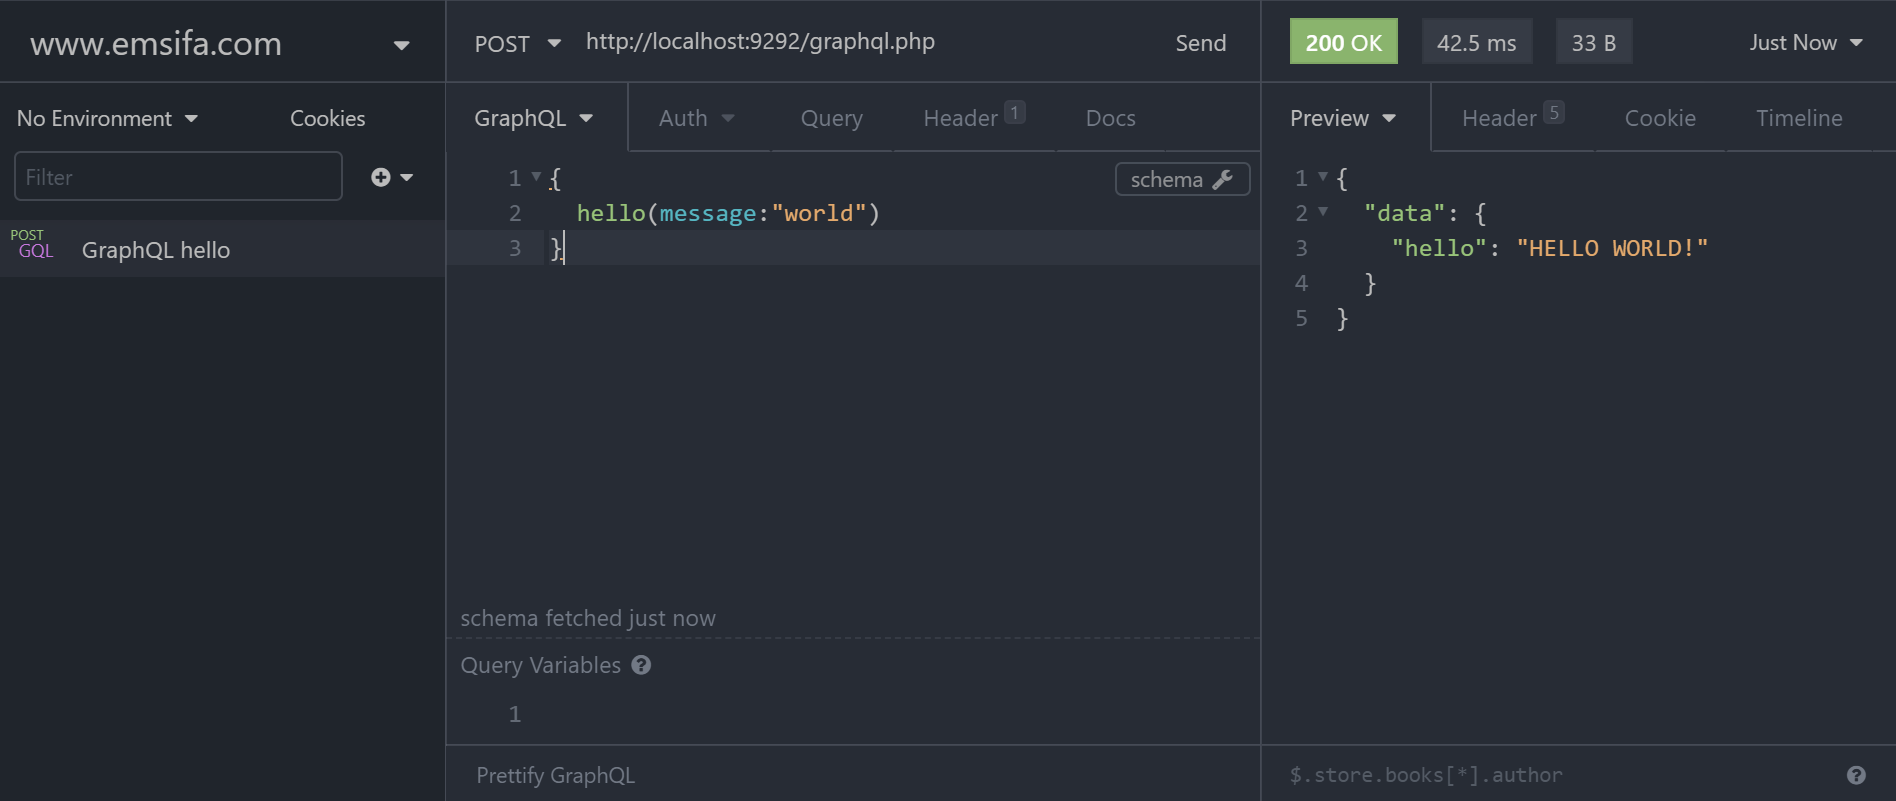 www.emsifa.com
No Environment
Cookies
Filter
POST
GQL
GraphQL hello
POST
http://localhost:9292/graphql.php
Send
GraphQL
Auth
Query
Header 1
Docs
schema
1 {
2 hello(message:"world")
3 }
schema fetched just now
Query Variables ?
1
Prettify GraphQL
200 OK
42.5 ms
33 B
Just Now
Preview
Header 5
Cookie
Timeline
1 {
2 "data": {
3 "hello": "HELLO WORLD!"
4 }
5 }
$.store.books[*].author
?